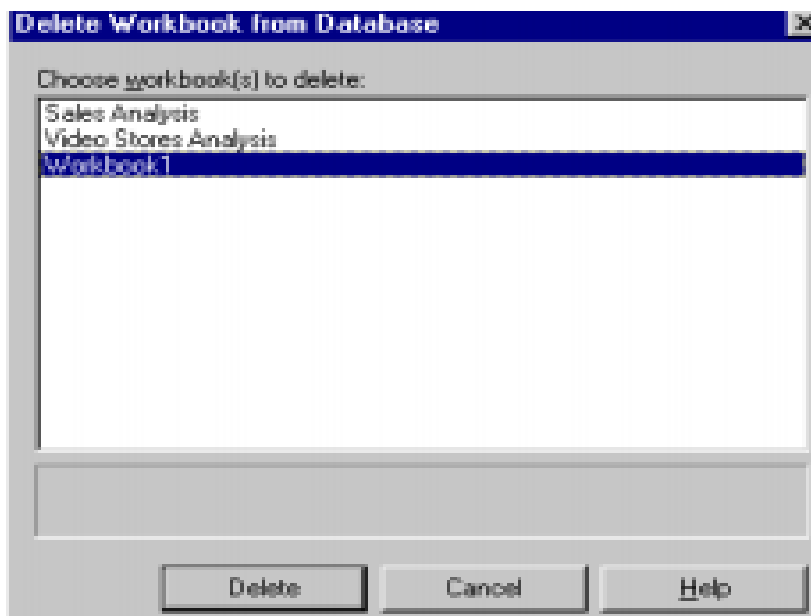 Delete Workbook from Database
Choose workbook(s) to delete:
Sales Analysis
Video Stores Analysis
Workbook1
Delete
Cancel
Help